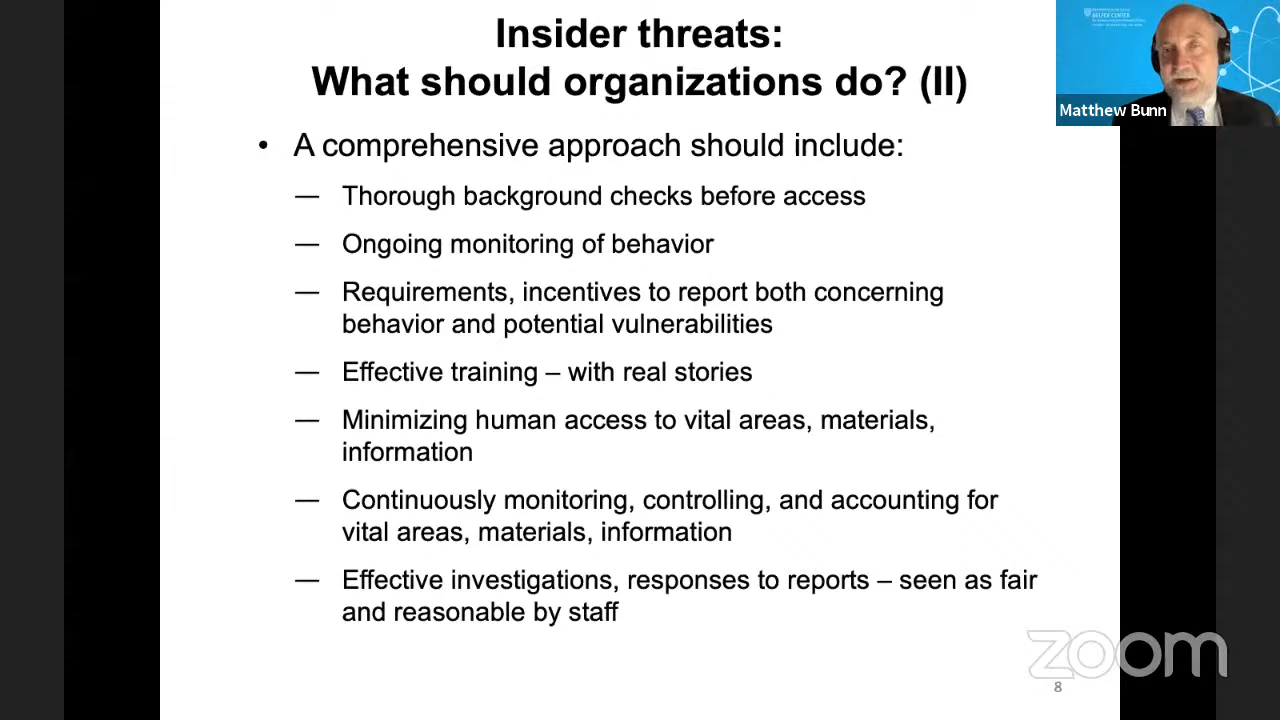 Insider threats:
What should organizations do? (II)
• A comprehensive approach should include:
— Thorough background checks before access
— Ongoing monitoring of behavior
— Requirements, incentives to report both concerning
behavior and potential vulnerabilities
— Effective training – with real stories
— Minimizing human access to vital areas, materials,
information
— Continuously monitoring, controlling, and accounting for
vital areas, materials, information
— Effective investigations, responses to reports – seen as fair
and reasonable by staff
8
BELFER CENTER
Matthew Bunn
zoom